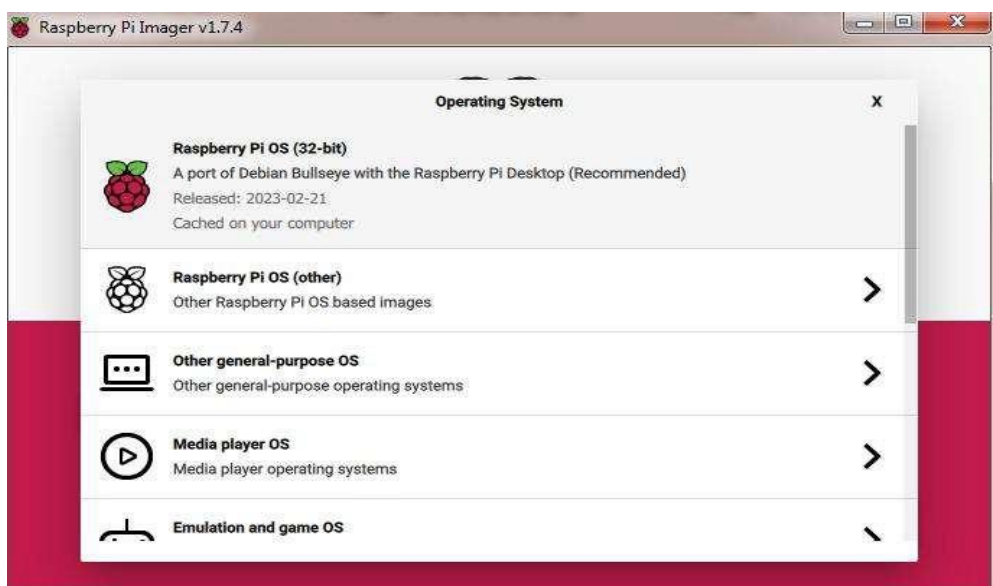 Raspberry Pi Imager v1.7.4
Operating System X
Raspberry Pi OS (32-bit)
A port of Debian Bullseye with the Raspberry Pi Desktop (Recommended)
Released: 2023-02-21
Cached on your computer
Raspberry Pi OS (other)
Other Raspberry Pi OS based images
Other general-purpose OS
Other general-purpose operating systems
Media player OS
Media player operating systems
Emulation and game OS